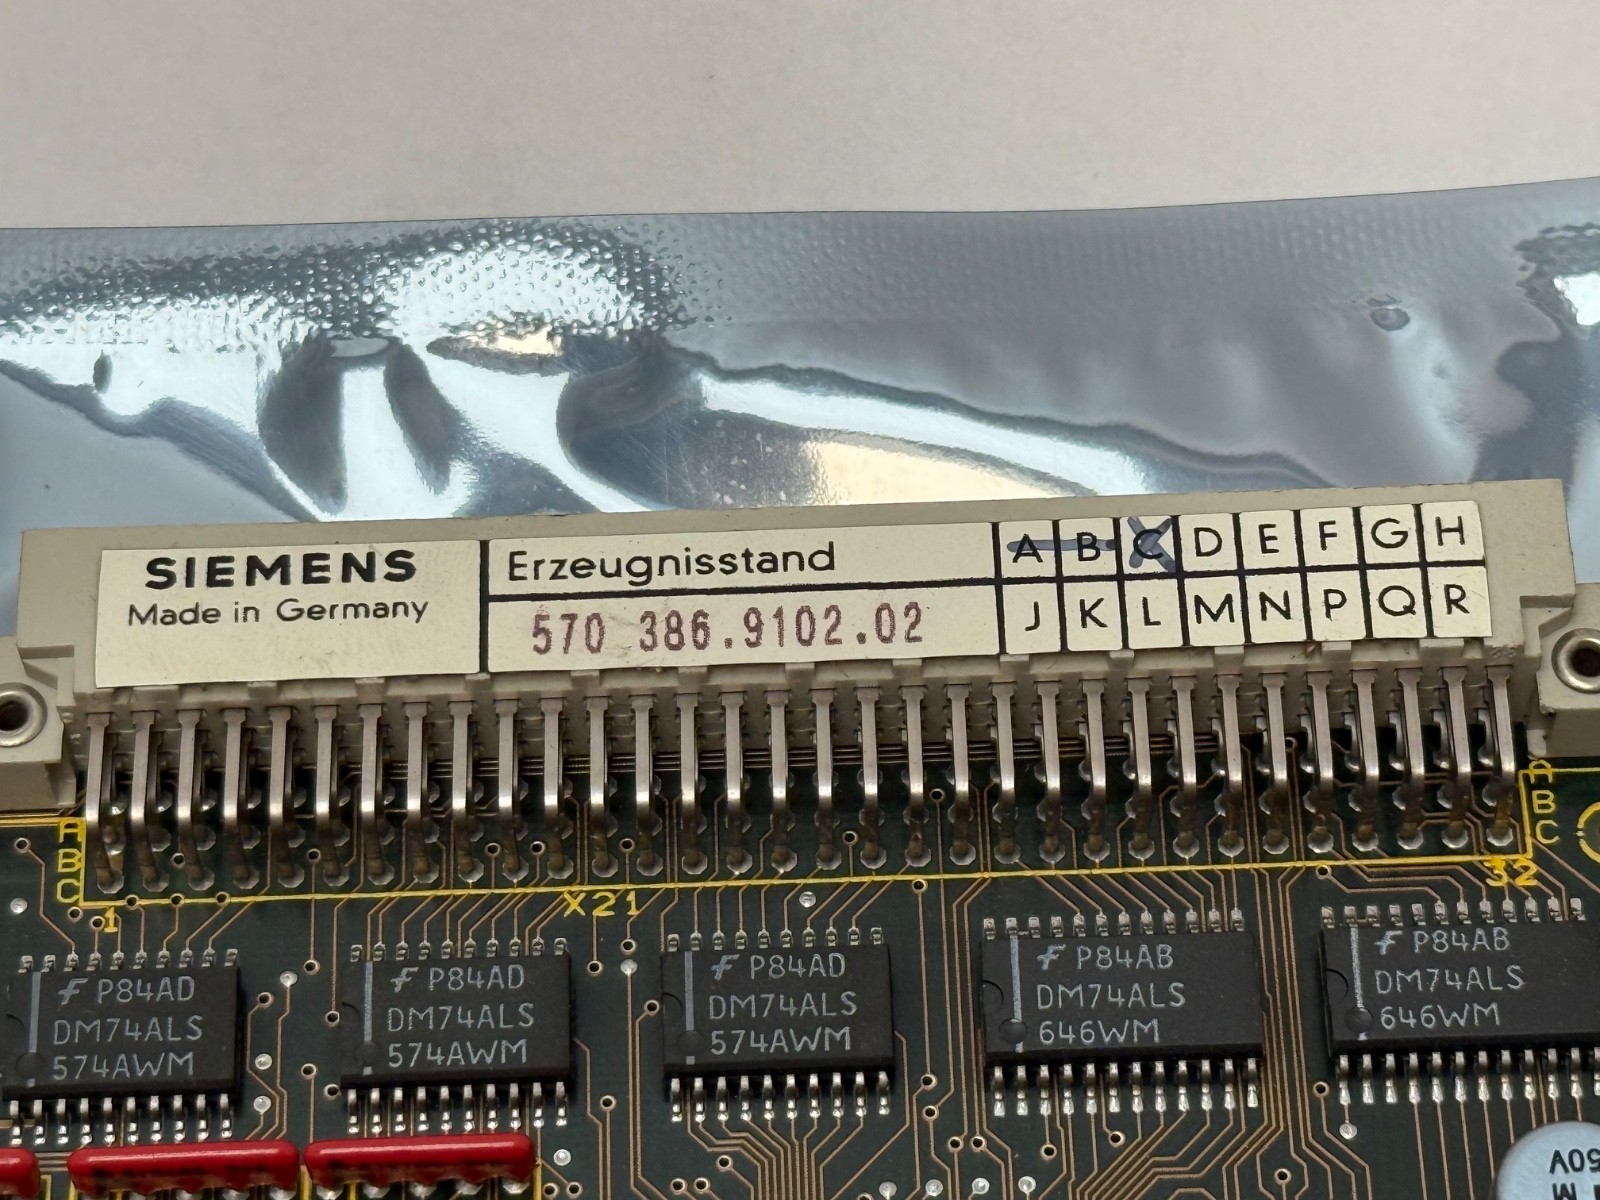 SIEMENS
Made in Germany
Erzeugnisstand
570 386.9102.02
A B C D E F G H
J K L M N P Q R
A
B
C
A
B
C
1
X21
32
P84AD
DM74ALS
574AWM
P84AD
DM74ALS
574AWM
P84AD
DM74ALS
574AWM
P84AB
DM74ALS
646WM
P84AB
DM74ALS
646WM
50V